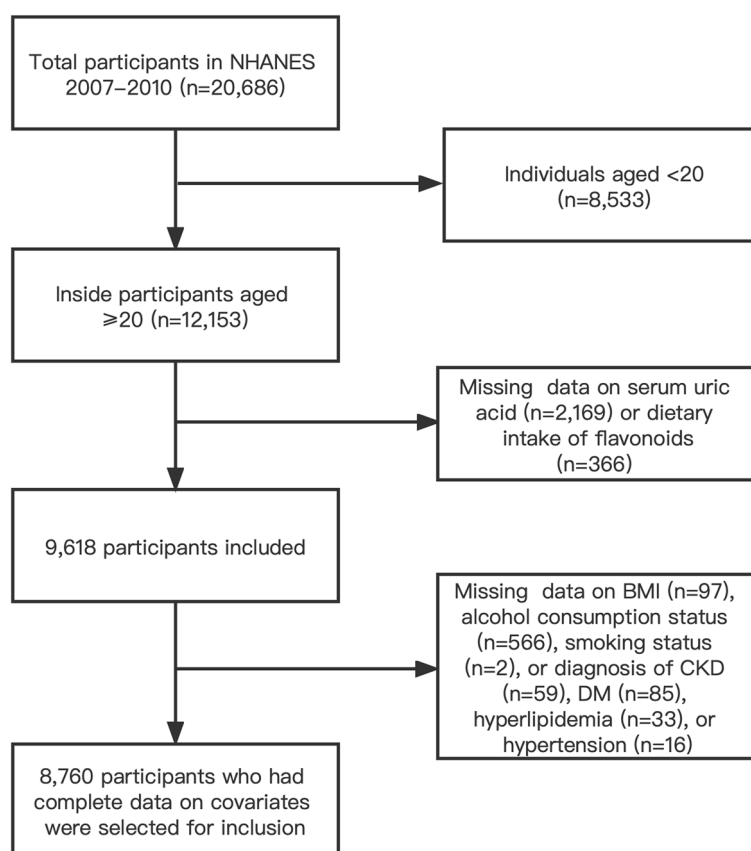 Total participants in NHANES
2007–2010 (n=20,686)
Individuals aged <20
(n=8,533)
Inside participants aged
≥20 (n=12,153)
Missing data on serum uric
acid (n=2,169) or dietary
intake of flavonoids
(n=366)
9,618 participants included
Missing data on BMI (n=97),
alcohol consumption status
(n=566), smoking status
(n=2), or diagnosis of CKD
(n=59), DM (n=85),
hyperlipidemia (n=33), or
hypertension (n=16)
8,760 participants who had
complete data on covariates
were selected for inclusion